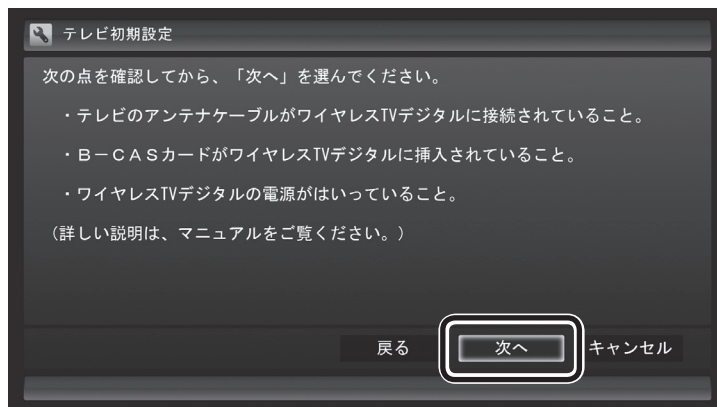 テレビ初期設定
次の点を確認してから、「次へ」を選んでください。
・テレビのアンテナケーブルがワイヤレスTVデジタルに接続されていること。
・B－CASカードがワイヤレスTVデジタルに挿入されていること。
・ワイヤレスTVデジタルの電源がはいっていること。
（詳しい説明は、マニュアルをご覧ください。）
戻る 次へ キャンセル